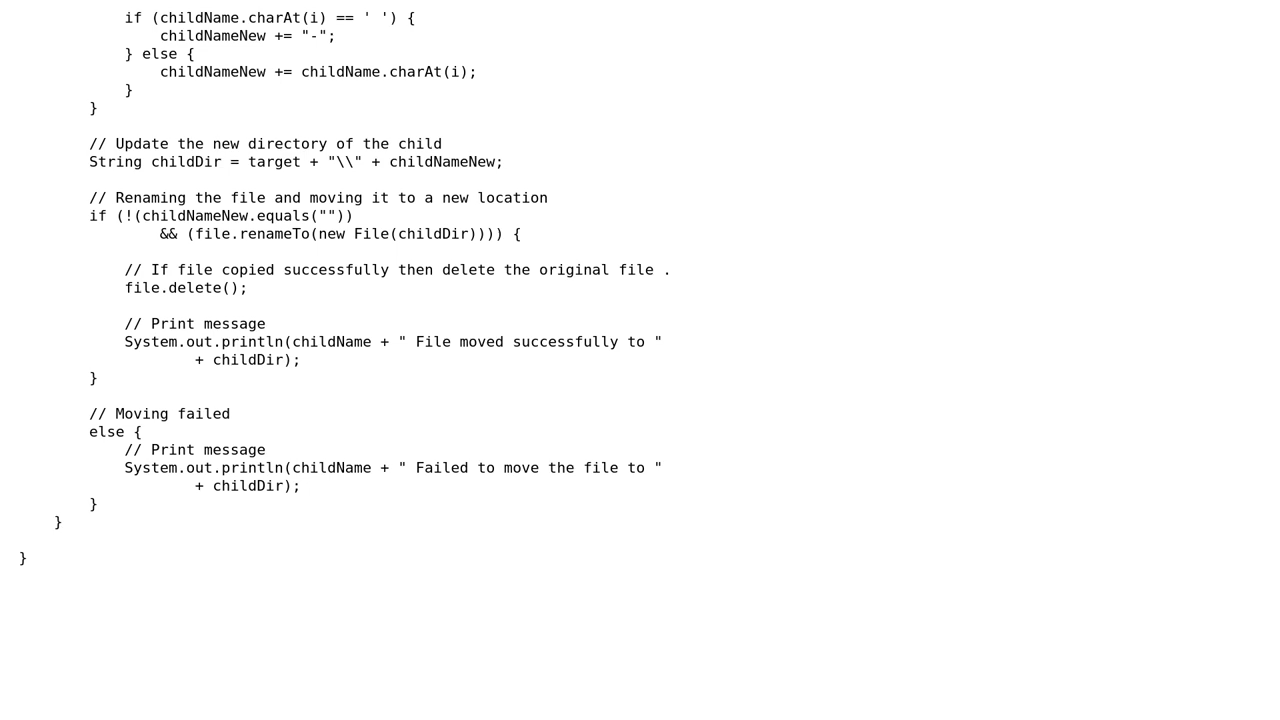 if (childName.charAt(i) == ' ') {
                childNameNew += "-";
            } else {
                childNameNew += childName.charAt(i);
            }
        }

        // Update the new directory of the child
        String childDir = target + "\\" + childNameNew;

        // Renaming the file and moving it to a new location
        if (!(childNameNew.equals(""))
                && (file.renameTo(new File(childDir)))) {

            // If file copied successfully then delete the original file .
            file.delete();

            // Print message
            System.out.println(childName + " File moved successfully to "
                    + childDir);
        }

        // Moving failed
        else {
            // Print message
            System.out.println(childName + " Failed to move the file to "
                    + childDir);
        }
    }

}